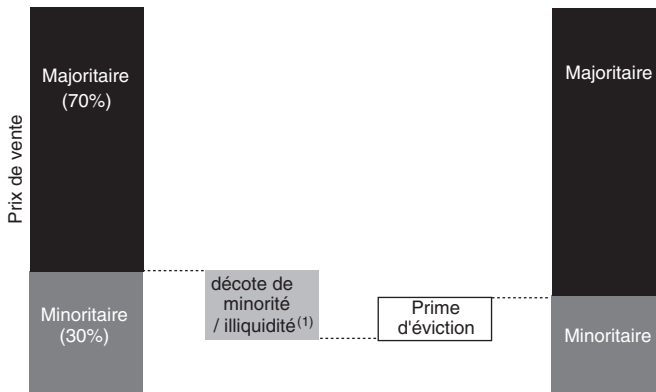 Prix de vente
Majoritaire
(70%)
Minoritaire
(30%)
décote de
minorité
/ illiquidité(1)
Prime
d'éviction
Majoritaire
Minoritaire